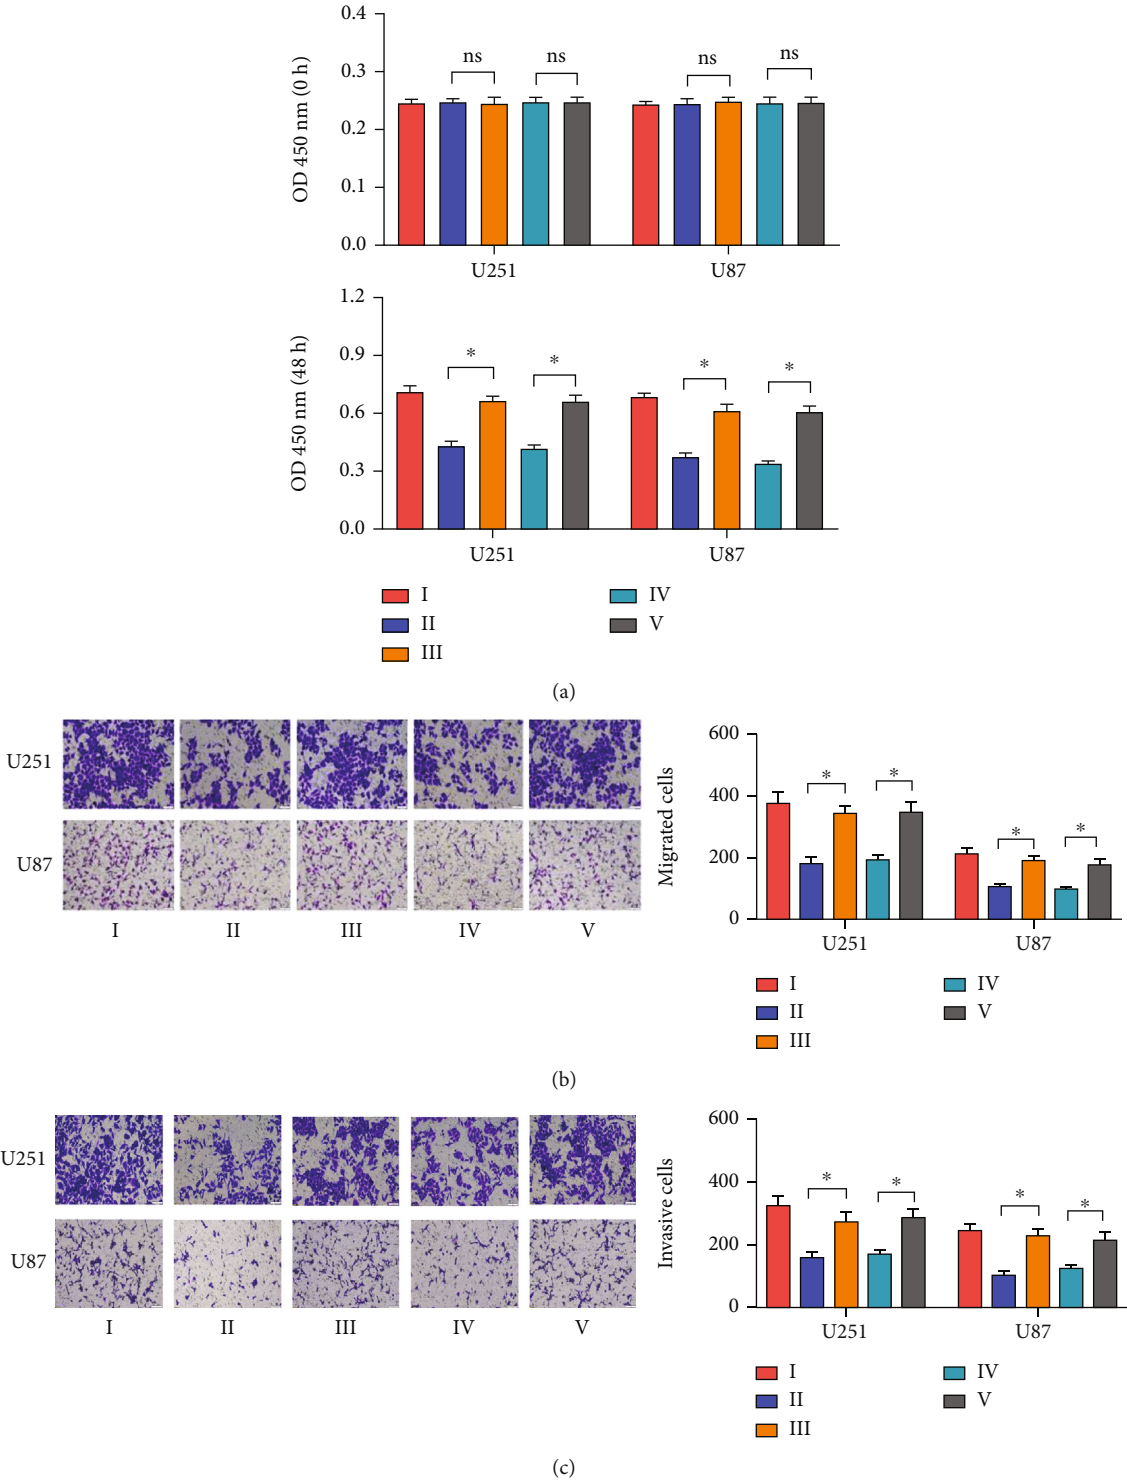 OD 450 nm (0 h)
0.4
0.3
0.2
0.1
0.0
ns ns ns ns
U251 U87
OD 450 nm (48 h)
1.2
0.9
0.6
0.3
0.0
* * * *
U251 U87
I IV
II V
III
(a)
U251
U87
I II III IV V
Migrated cells
600
400
200
0
* * * *
U251 U87
I IV
II V
III
(b)
U251
U87
I II III IV V
Invasive cells
600
400
200
0
* * * *
U251 U87
I IV
II V
III
(c)